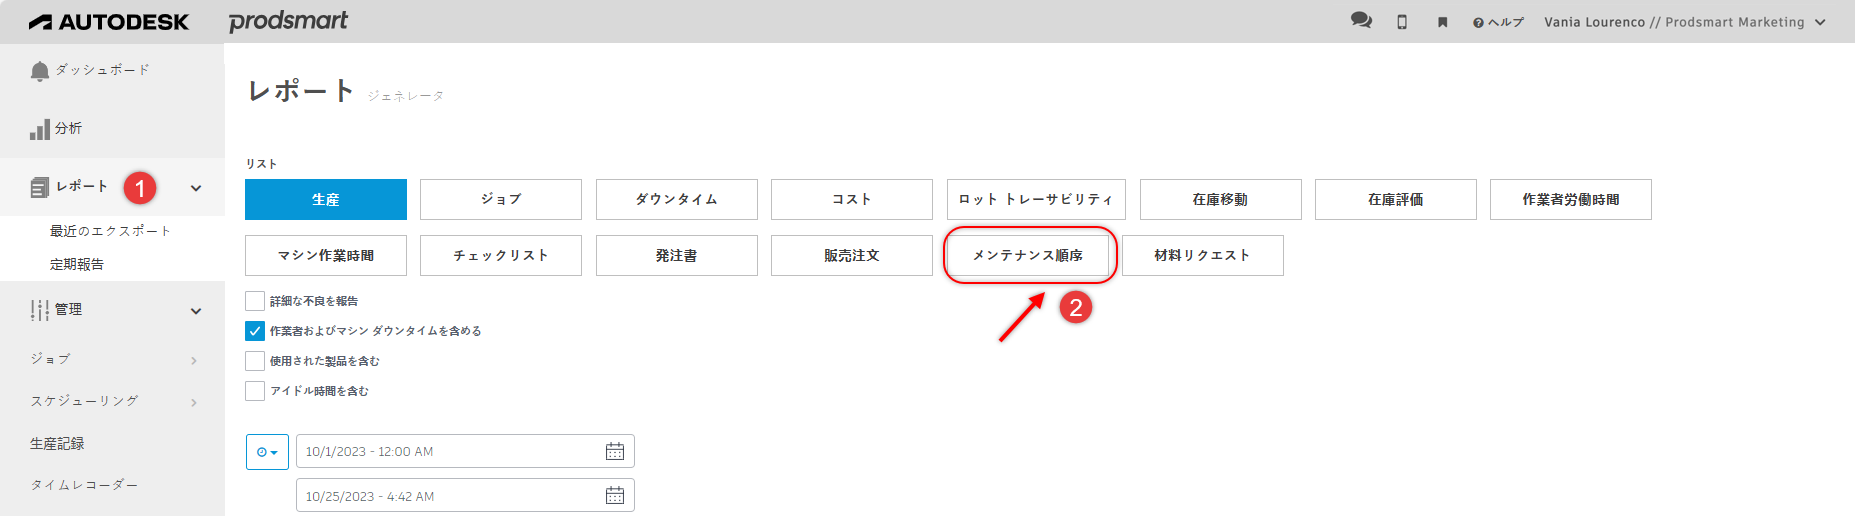 AUTODESK prodsmart ヘルプ Vania Lourenco // Prodsmart Marketing
ダッシュボード
分析
レポート 1
最近のエクスポート
定期報告
管理
ジョブ
スケジューリング
生産記録
タイムレコーダー
レポート ジェネレータ
リスト
生産 ジョブ ダウンタイム コスト ロット トレーサビリティ 在庫移動 在庫評価 作業者労働時間
マシン作業時間 チェックリスト 発注書 販売注文 メンテナンス順序 材料リクエスト
2
詳細な不良を報告
作業者およびマシン ダウンタイムを含める
使用された製品を含む
アイドル時間を含む
10/1/2023 - 12:00 AM
10/25/2023 - 4:42 AM